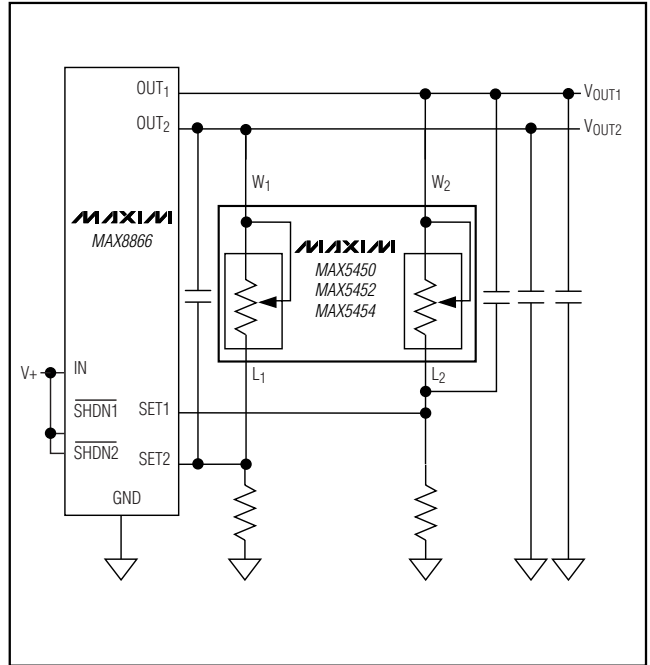 OUT1
VOUT1
OUT2
VOUT2
W1
W2
MAXIM
MAX8866
MAXIM
MAX5450
MAX5452
MAX5454
V+
IN
L1
L2
SHDN1
SET1
SHDN2
SET2
GND